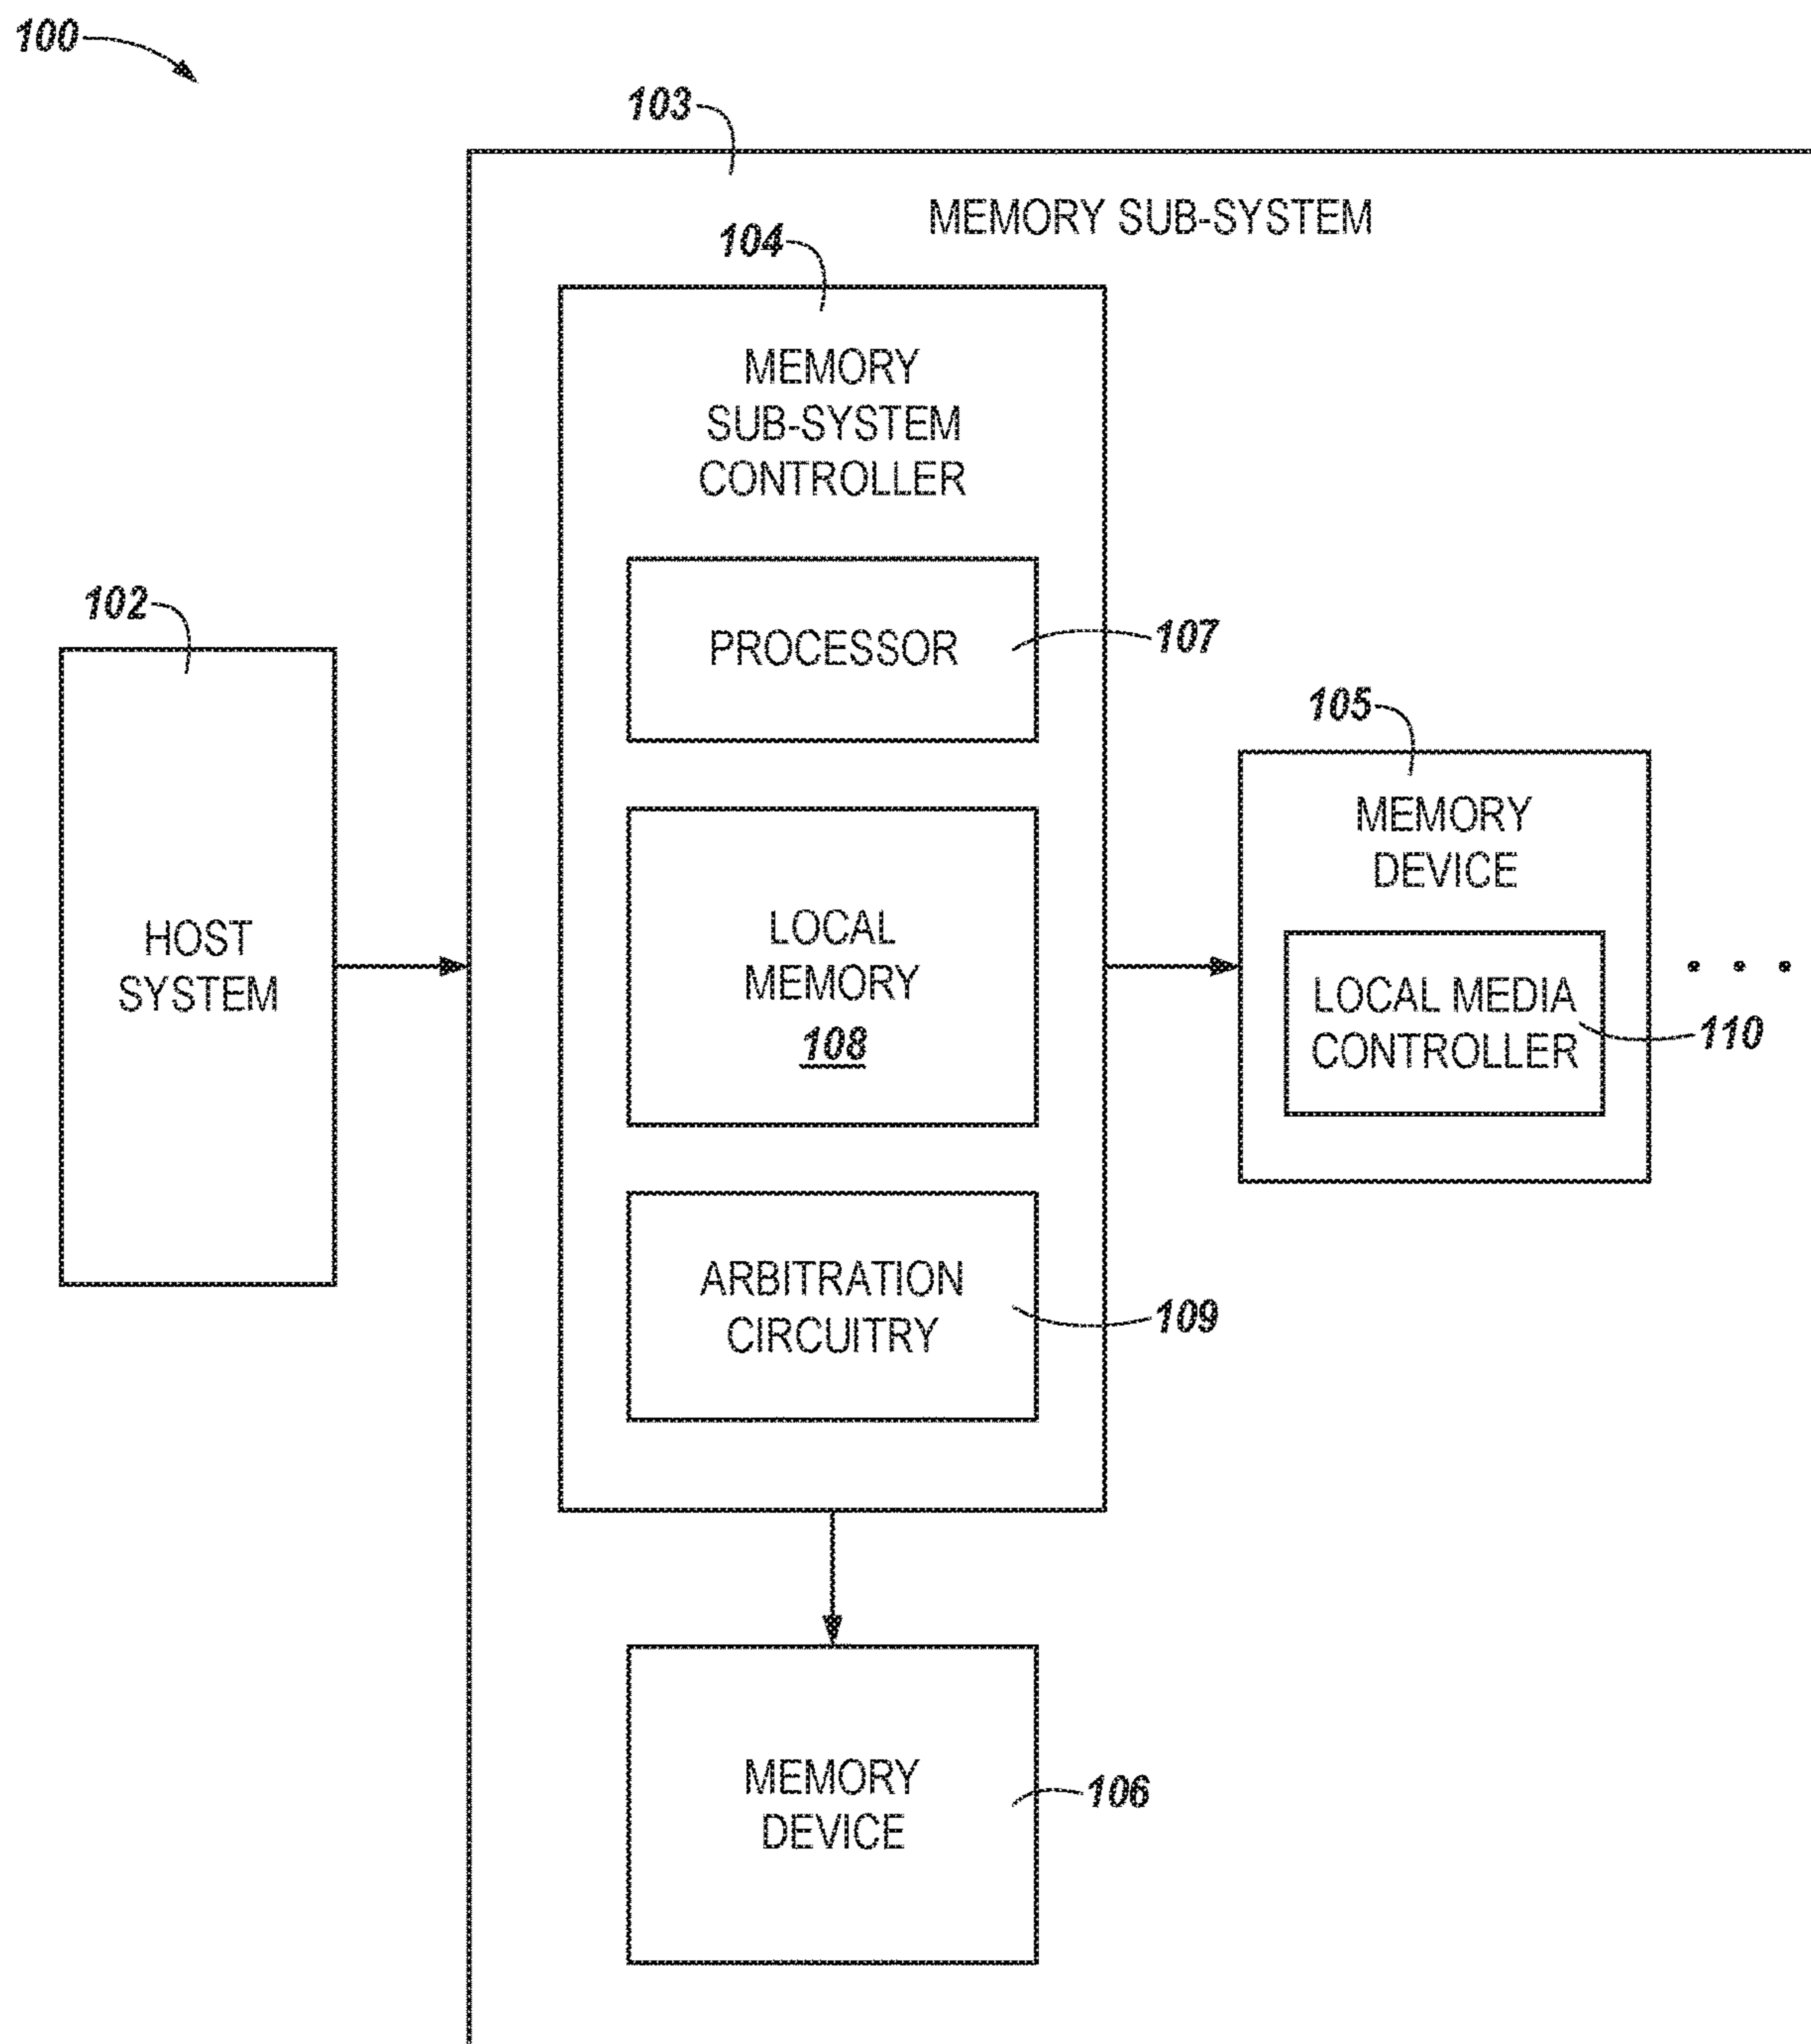 100
103
MEMORY SUB-SYSTEM
104
MEMORY
SUB-SYSTEM
CONTROLLER
102
PROCESSOR
107
105
MEMORY
DEVICE
HOST
SYSTEM
LOCAL
MEMORY
108
LOCAL MEDIA
CONTROLLER
110
ARBITRATION
CIRCUITRY
109
MEMORY
DEVICE
106